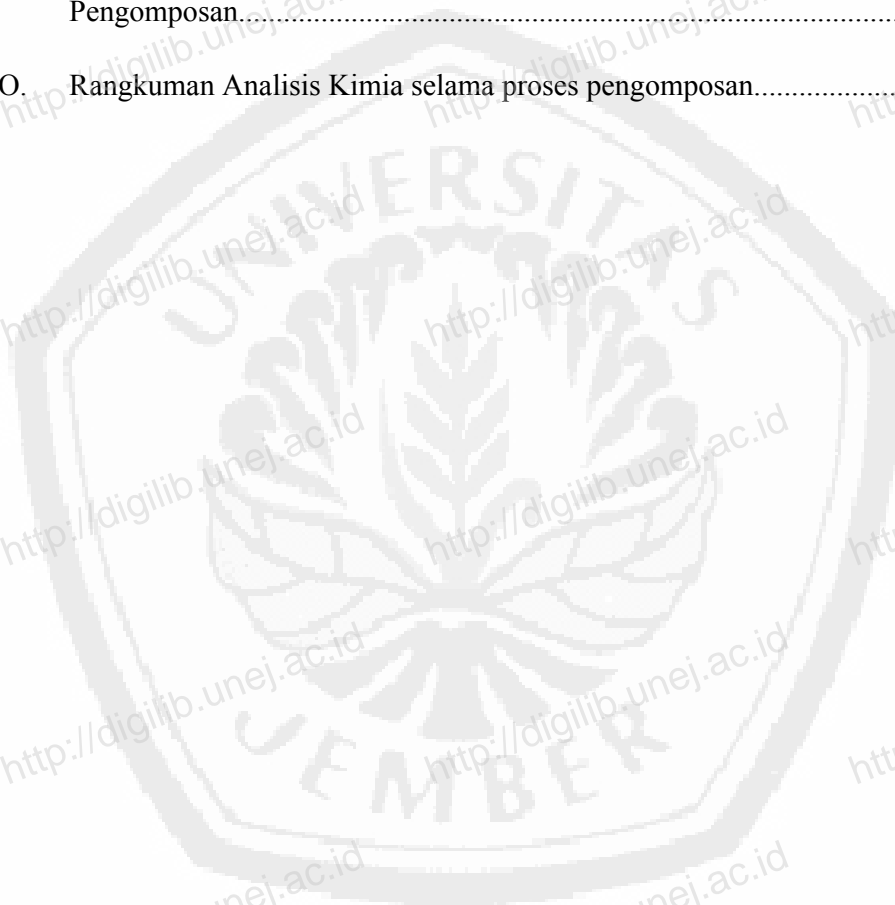 Pengomposan................................................................................
O. Rangkuman Analisis Kimia selama proses pengomposan..................
UNIVERSITAS
JEMBER
http://digilib.unej.ac.id
http://digilib.unej.ac.id
http://digilib.unej.ac.id
http://digilib.unej.ac.id
http://digilib.unej.ac.id
http://digilib.unej.ac.id
http://digilib.unej.ac.id
http://digilib.unej.ac.id